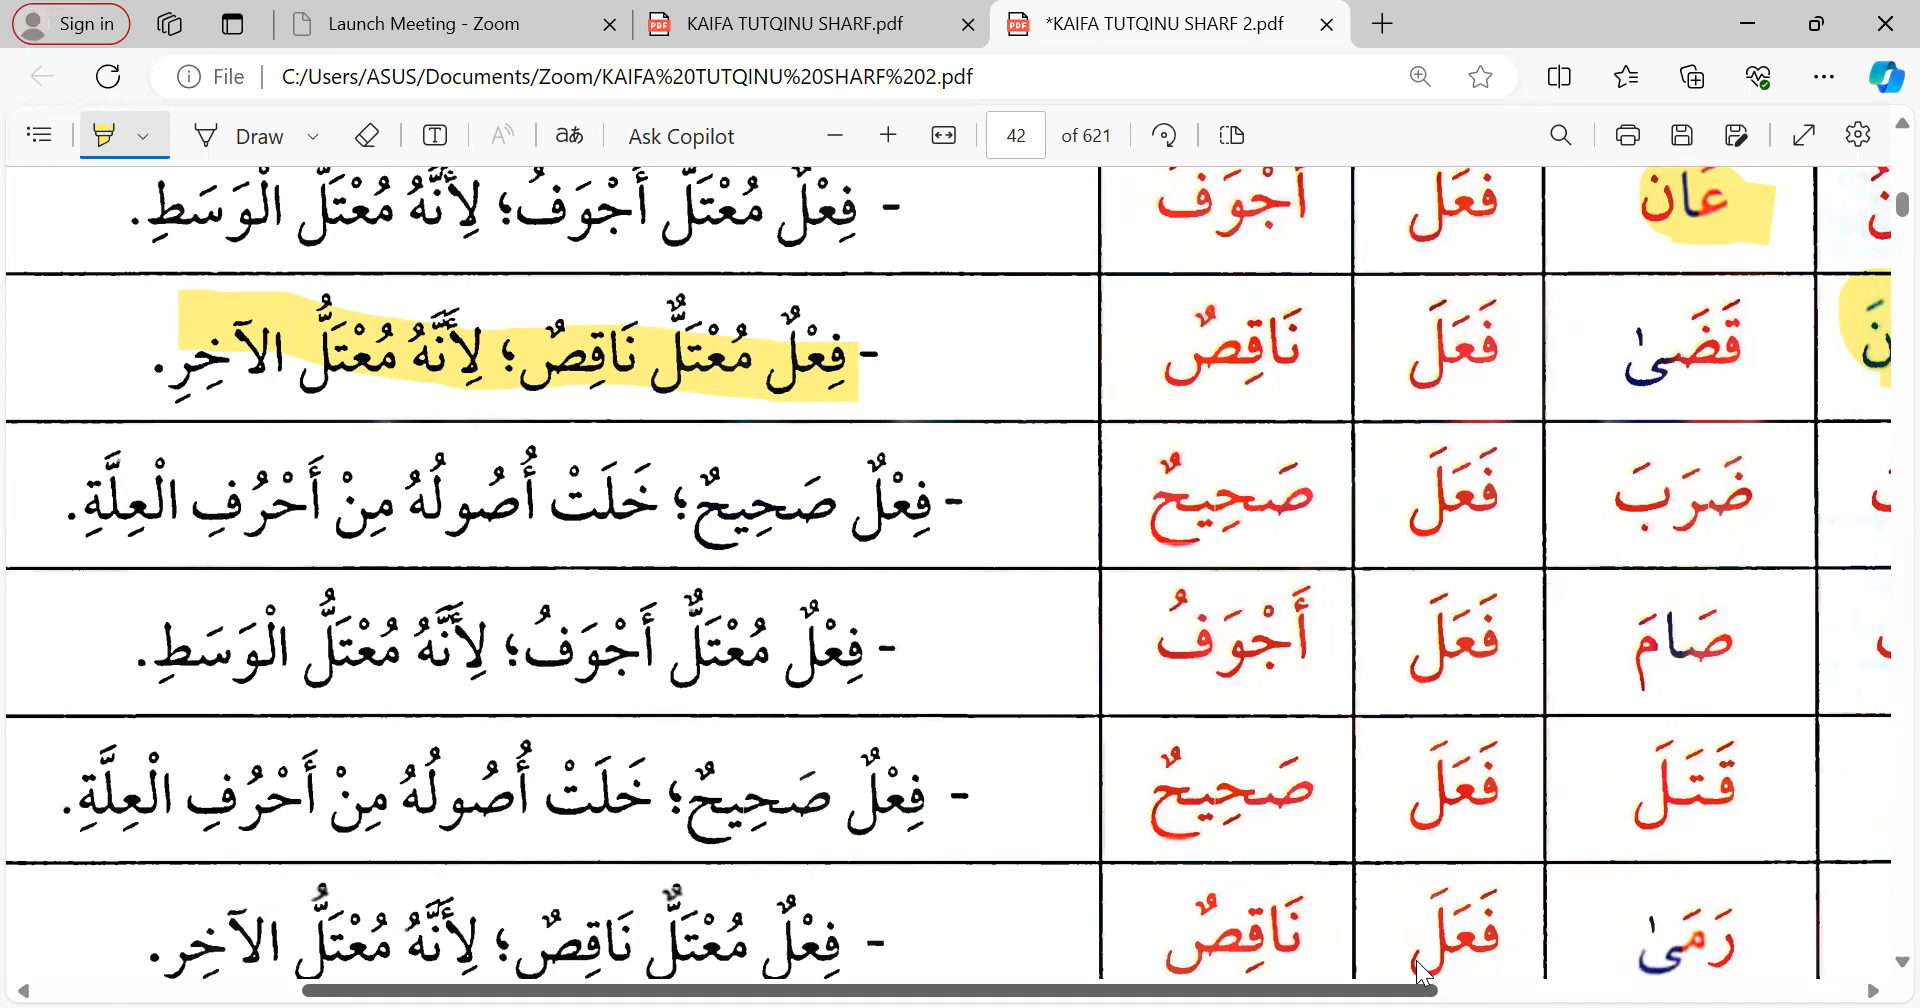 Sign in
Launch Meeting - Zoom
KAIFA TUTQINU SHARF.pdf
*KAIFA TUTQINU SHARF 2.pdf
File
C:/Users/ASUS/Documents/Zoom/KAIFA%20TUTQINU%20SHARF%202.pdf
Draw
aあ
Ask Copilot
42
of 621
عَان فَعَلَ أَجْوَفُ - فِعْلٌ مُعْتَلٌّ أَجْوَفُ؛ لِأَنَّهُ مُعْتَلُّ الْوَسَطِ.
قَضَىٰ فَعَلَ نَاقِصٌ - فِعْلٌ مُعْتَلٌّ نَاقِصٌ؛ لِأَنَّهُ مُعْتَلُّ الآخِرِ.
ضَرَبَ فَعَلَ صَحِيحٌ - فِعْلٌ صَحِيحٌ؛ خَلَتْ أُصُولُهُ مِنْ أَحْرُفِ الْعِلَّةِ.
صَامَ فَعَلَ أَجْوَفُ - فِعْلٌ مُعْتَلٌّ أَجْوَفُ؛ لِأَنَّهُ مُعْتَلُّ الْوَسَطِ.
قَتَلَ فَعَلَ صَحِيحٌ - فِعْلٌ صَحِيحٌ؛ خَلَتْ أُصُولُهُ مِنْ أَحْرُفِ الْعِلَّةِ.
رَمَىٰ فَعَلَ نَاقِصٌ - فِعْلٌ مُعْتَلٌّ نَاقِصٌ؛ لِأَنَّهُ مُعْتَلُّ الآخِرِ.